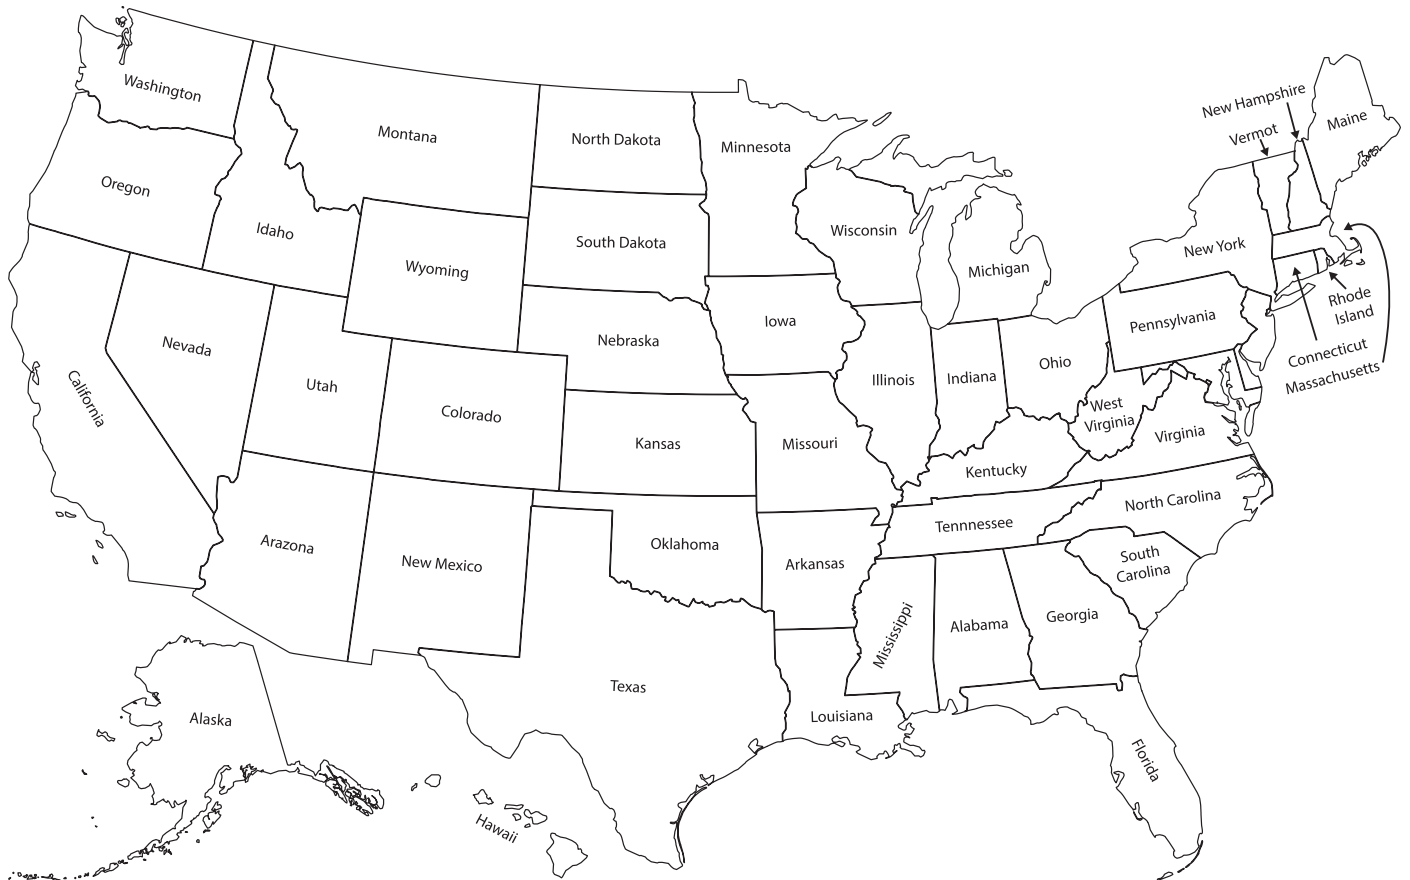 Washington
Montana
North Dakota
Minnesota
New Hampshire
Vermot
Maine
Oregon
Idaho
Wyoming
South Dakota
Wisconsin
Michigan
New York
Rhode
Island
Connecticut
Massachusetts
Pennsylvania
Nevada
Utah
Colorado
Nebraska
Iowa
Illinois
Indiana
Ohio
California
Kansas
Missouri
Kentucky
West
Virginia
Virginia
Arazona
New Mexico
Oklahoma
Arkansas
Tennnessee
North Carolina
South
Carolina
Mississippi
Alabama
Georgia
Texas
Louisiana
Florida
Alaska
Hawaii